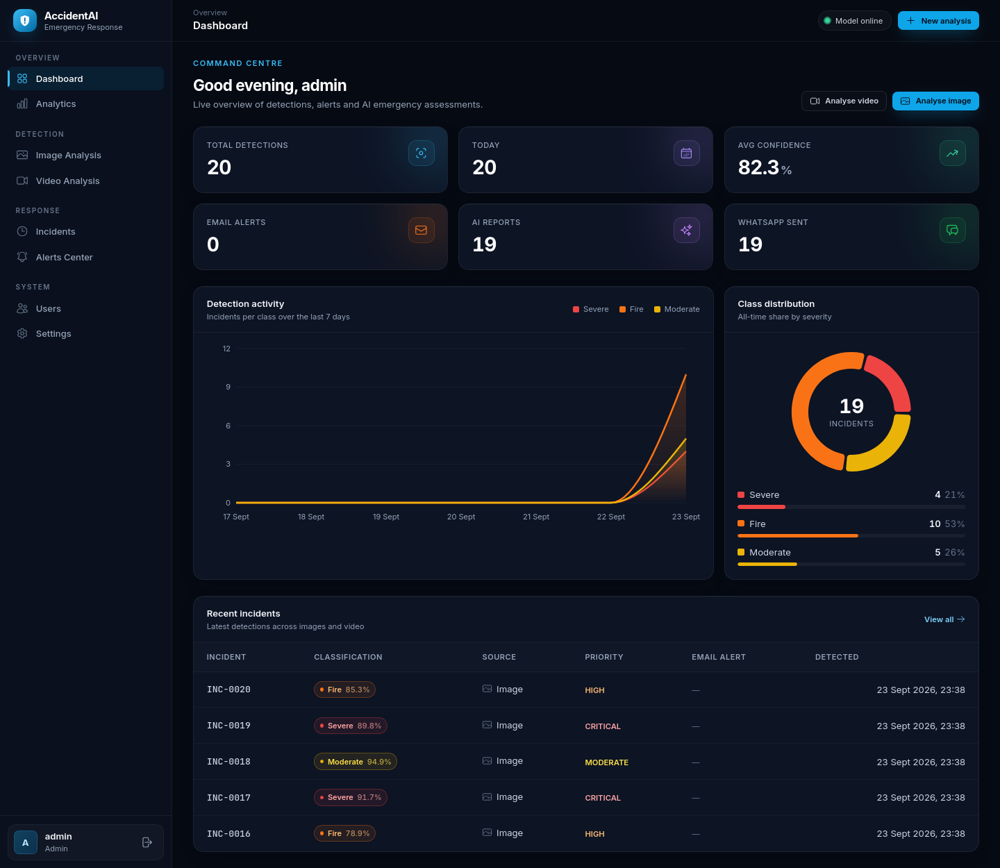 AccidentAI
Emergency Response
OVERVIEW
Dashboard
Analytics
DETECTION
Image Analysis
Video Analysis
RESPONSE
Incidents
Alerts Center
SYSTEM
Users
Settings
A
admin
Admin
Overview
Dashboard
Model online
New analysis
COMMAND CENTRE
Good evening, admin
Live overview of detections, alerts and AI emergency assessments.
Analyse video
Analyse image
TOTAL DETECTIONS
20
TODAY
20
AVG CONFIDENCE
82.3%
EMAIL ALERTS
0
AI REPORTS
19
WHATSAPP SENT
19
Detection activity
Incidents per class over the last 7 days
Severe Fire Moderate
12
9
6
3
0
17 Sept 18 Sept 19 Sept 20 Sept 21 Sept 22 Sept 23 Sept
Class distribution
All-time share by severity
19
INCIDENTS
Severe 4 21%
Fire 10 53%
Moderate 5 26%
Recent incidents
Latest detections across images and video
View all
INCIDENT CLASSIFICATION SOURCE PRIORITY EMAIL ALERT DETECTED
INC-0020 Fire 85.3% Image HIGH — 23 Sept 2026, 23:38
INC-0019 Severe 89.8% Image CRITICAL — 23 Sept 2026, 23:38
INC-0018 Moderate 94.9% Image MODERATE — 23 Sept 2026, 23:38
INC-0017 Severe 91.7% Image CRITICAL — 23 Sept 2026, 23:38
INC-0016 Fire 78.9% Image HIGH — 23 Sept 2026, 23:38